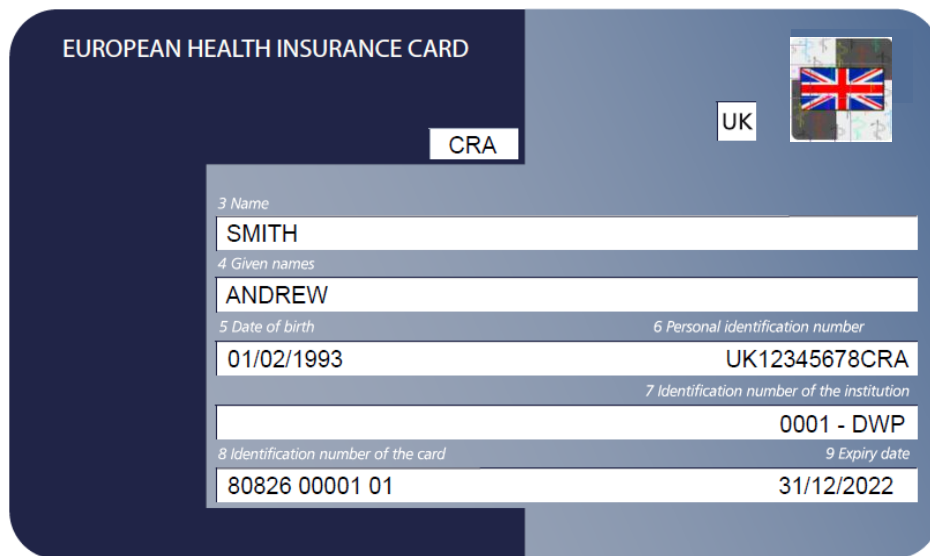 EUROPEAN HEALTH INSURANCE CARD
UK
CRA
3 Name
SMITH
4 Given names
ANDREW
5 Date of birth 6 Personal identification number
01/02/1993 UK12345678CRA
7 Identification number of the institution
0001 - DWP
8 Identification number of the card 9 Expiry date
80826 00001 01 31/12/2022